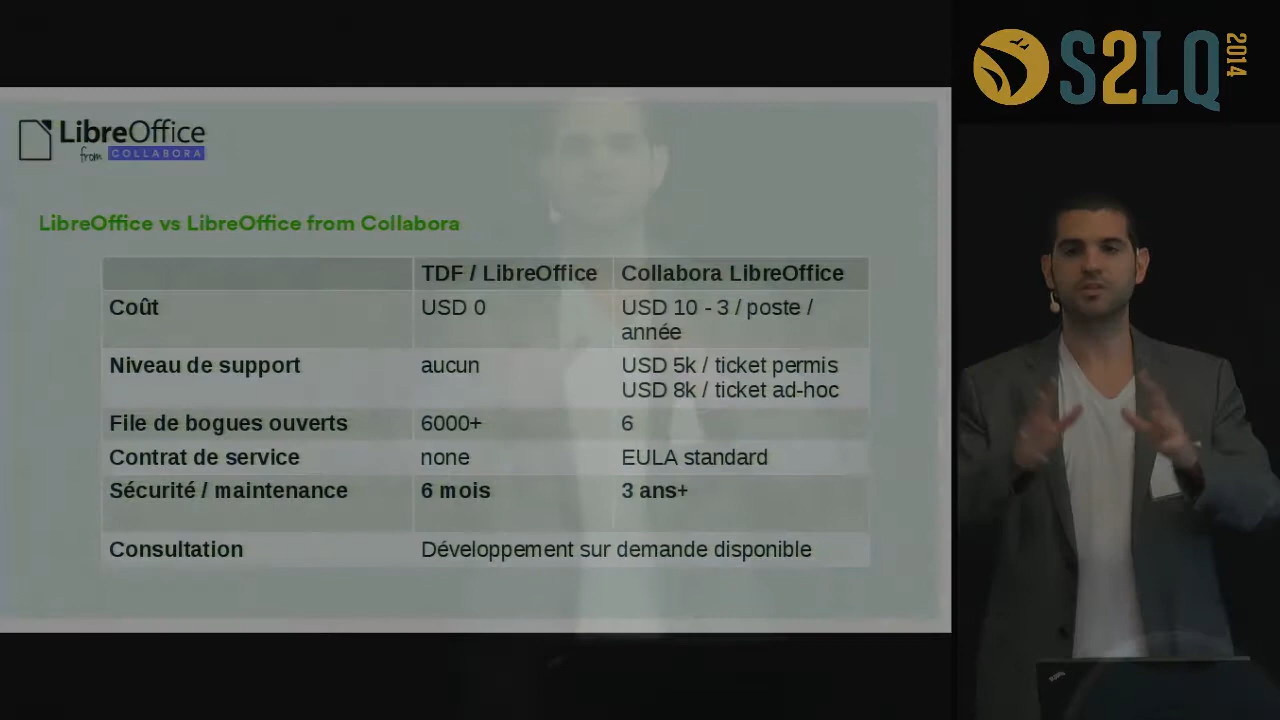 S2LQ 2014
LibreOffice
from COLLABORA
LibreOffice vs LibreOffice from Collabora
TDF / LibreOffice Collabora LibreOffice
Coût USD 0 USD 10 - 3 / poste /
année
Niveau de support aucun USD 5k / ticket permis
USD 8k / ticket ad-hoc
File de bogues ouverts 6000+ 6
Contrat de service none EULA standard
Sécurité / maintenance 6 mois 3 ans+
Consultation Développement sur demande disponible